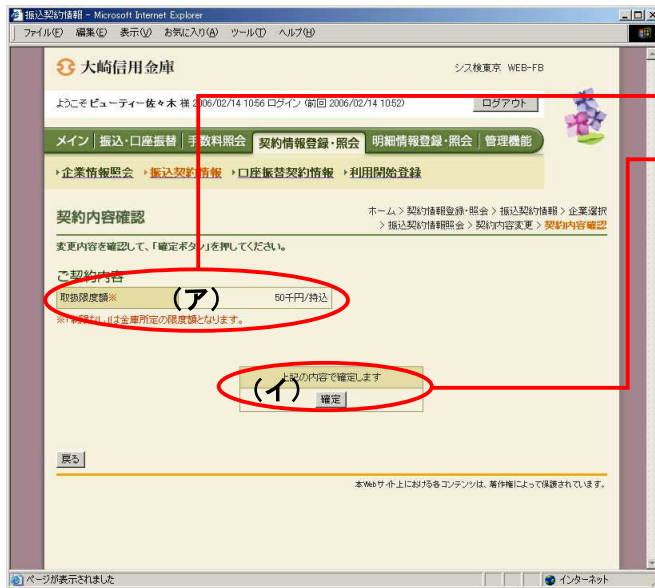 振込契約情報 - Microsoft Internet Explorer
ファイル(F) 編集(E) 表示(V) お気に入り(A) ツール(T) ヘルプ(H)
大崎信用金庫
シス検東京 WEB-FB
ようこそ ビューティー佐々木 様 2006/02/14 1056 ログイン (前回 2006/02/14 1052)
ログアウト
メイン 振込・口座振替 手数料照会 契約情報登録・照会 明細情報登録・照会 管理機能
企業情報照会 振込契約情報 口座振替契約情報 利用開始登録
契約内容確認
ホーム > 契約情報登録・照会 > 振込契約情報 > 企業選択
> 振込契約情報照会 > 契約内容変更 > 契約内容確認
変更内容を確認して、「確定ボタン」を押してください。
ご契約内容
取扱限度額※ (ア) 50千円/持込
※「制限なし」は金庫所定の限度額となります。
上記の内容で確定します
(イ) 確定
戻る
本Webサイト上における各コンテンツは、著作権によって保護されています。
ページが表示されました
インターネット